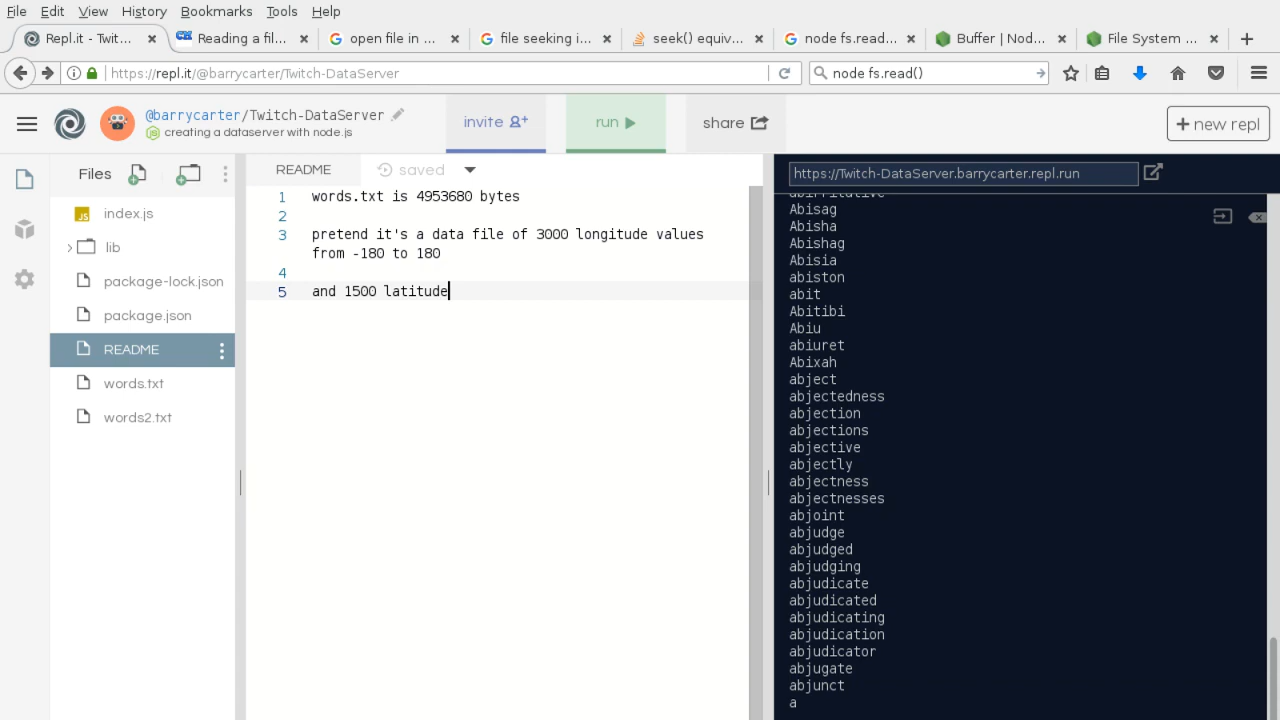 File Edit View History Bookmarks Tools Help
Repl.it - Twit... Reading a fil... open file in ... file seeking i... seek() equiv... node fs.read... Buffer | Nod... File System ...
https://repl.it/@barrycarter/Twitch-DataServer
node fs.read()
@barrycarter/Twitch-DataServer
creating a dataserver with node.js
invite
run
share
+ new repl
Files
index.js
lib
package-lock.json
package.json
README
words.txt
words2.txt
README
saved
1 words.txt is 4953680 bytes
2
3 pretend it's a data file of 3000 longitude values
from -180 to 180
4
5 and 1500 latitude
https://Twitch-DataServer.barrycarter.repl.run
abirritative
Abisag
Abisha
Abishag
Abisia
abiston
abit
Abitibi
Abiu
abiuret
Abixah
abject
abjectedness
abjection
abjections
abjective
abjectly
abjectness
abjectnesses
abjoint
abjudge
abjudged
abjudging
abjudicate
abjudicated
abjudicating
abjudication
abjudicator
abjugate
abjunct
a